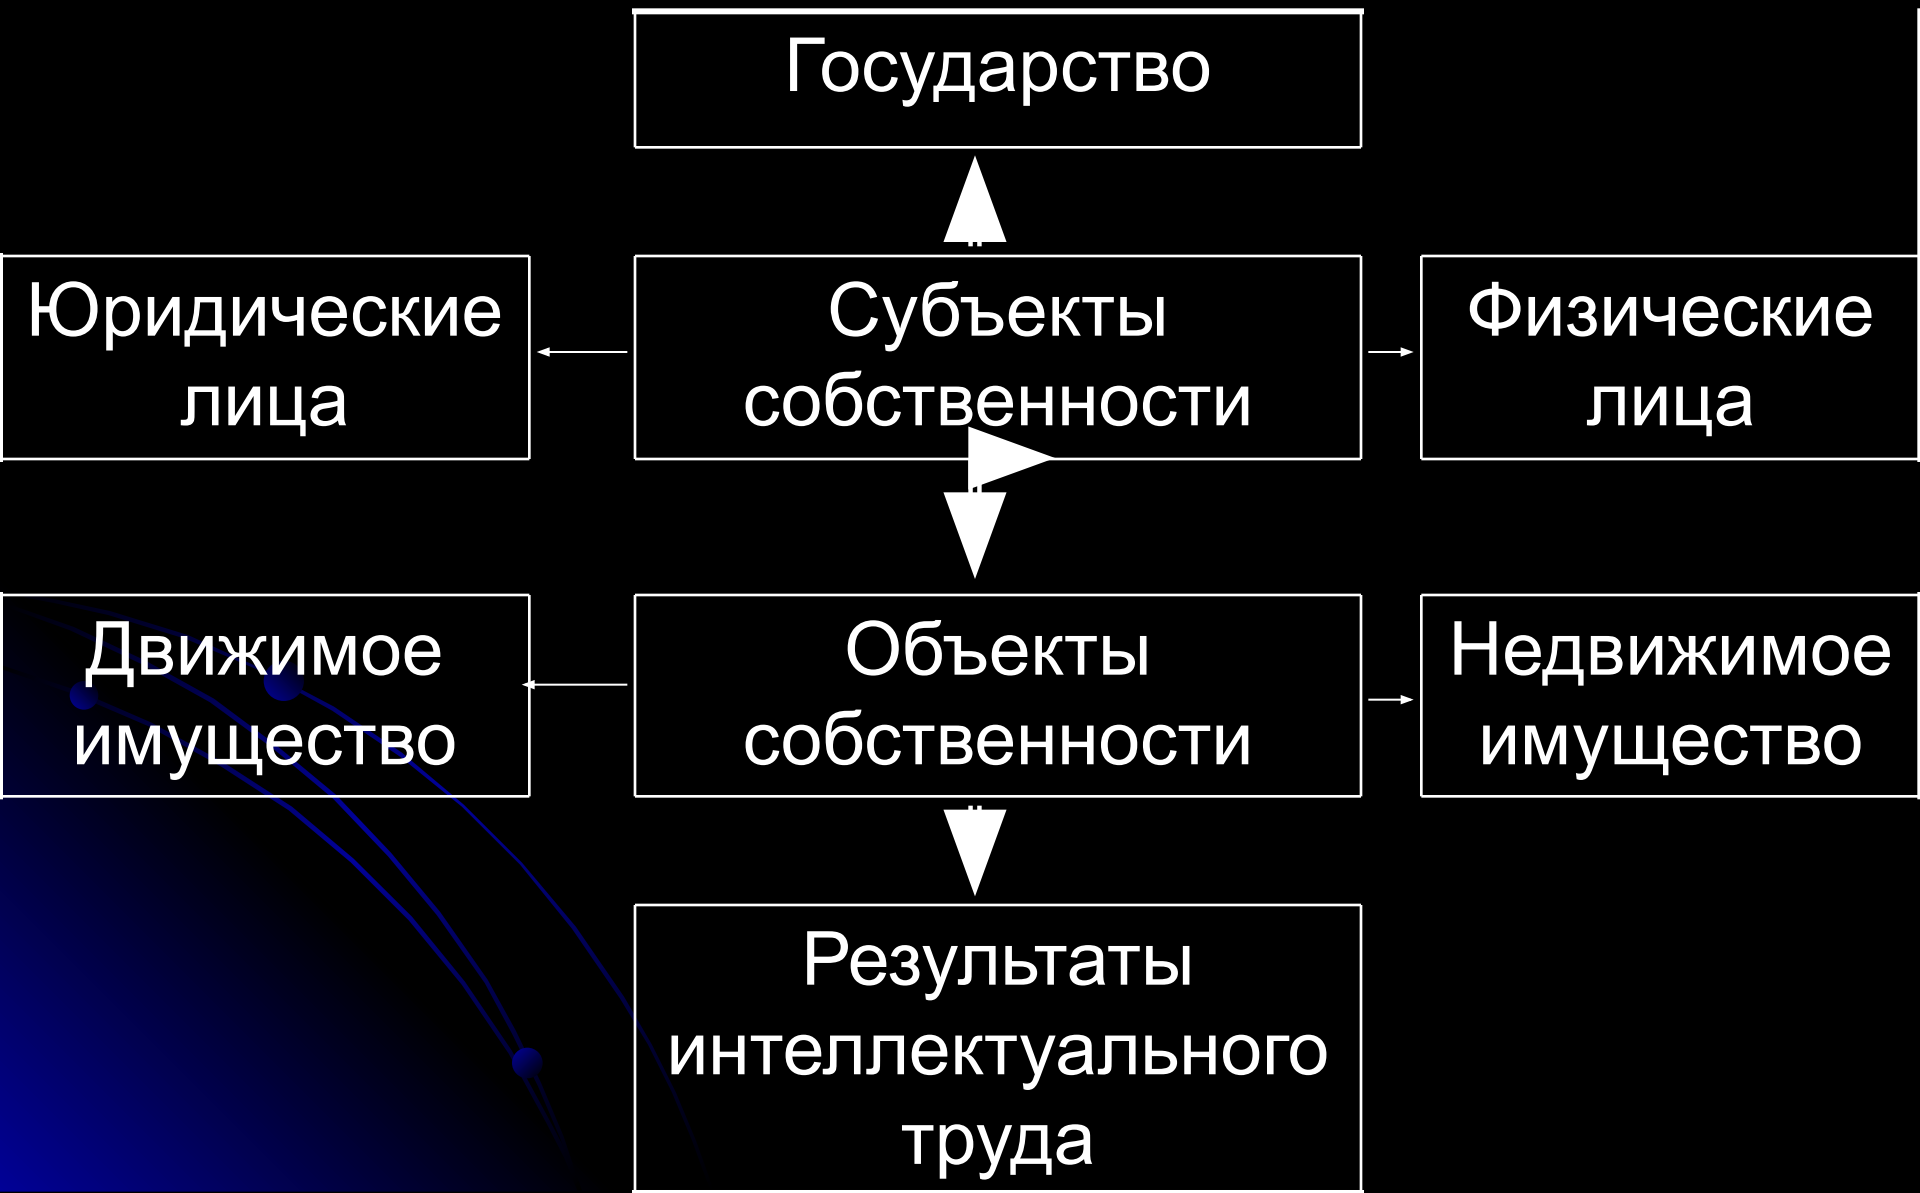 Государство
Юридические
лица
Субъекты
собственности
Физические
лица
Движимое
имущество
Объекты
собственности
Недвижимое
имущество
Результаты
интеллектуального
труда